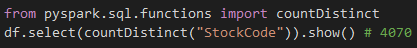 from pyspark.sql.functions import countDistinct
df.select(countDistinct("StockCode")).show() # 4070